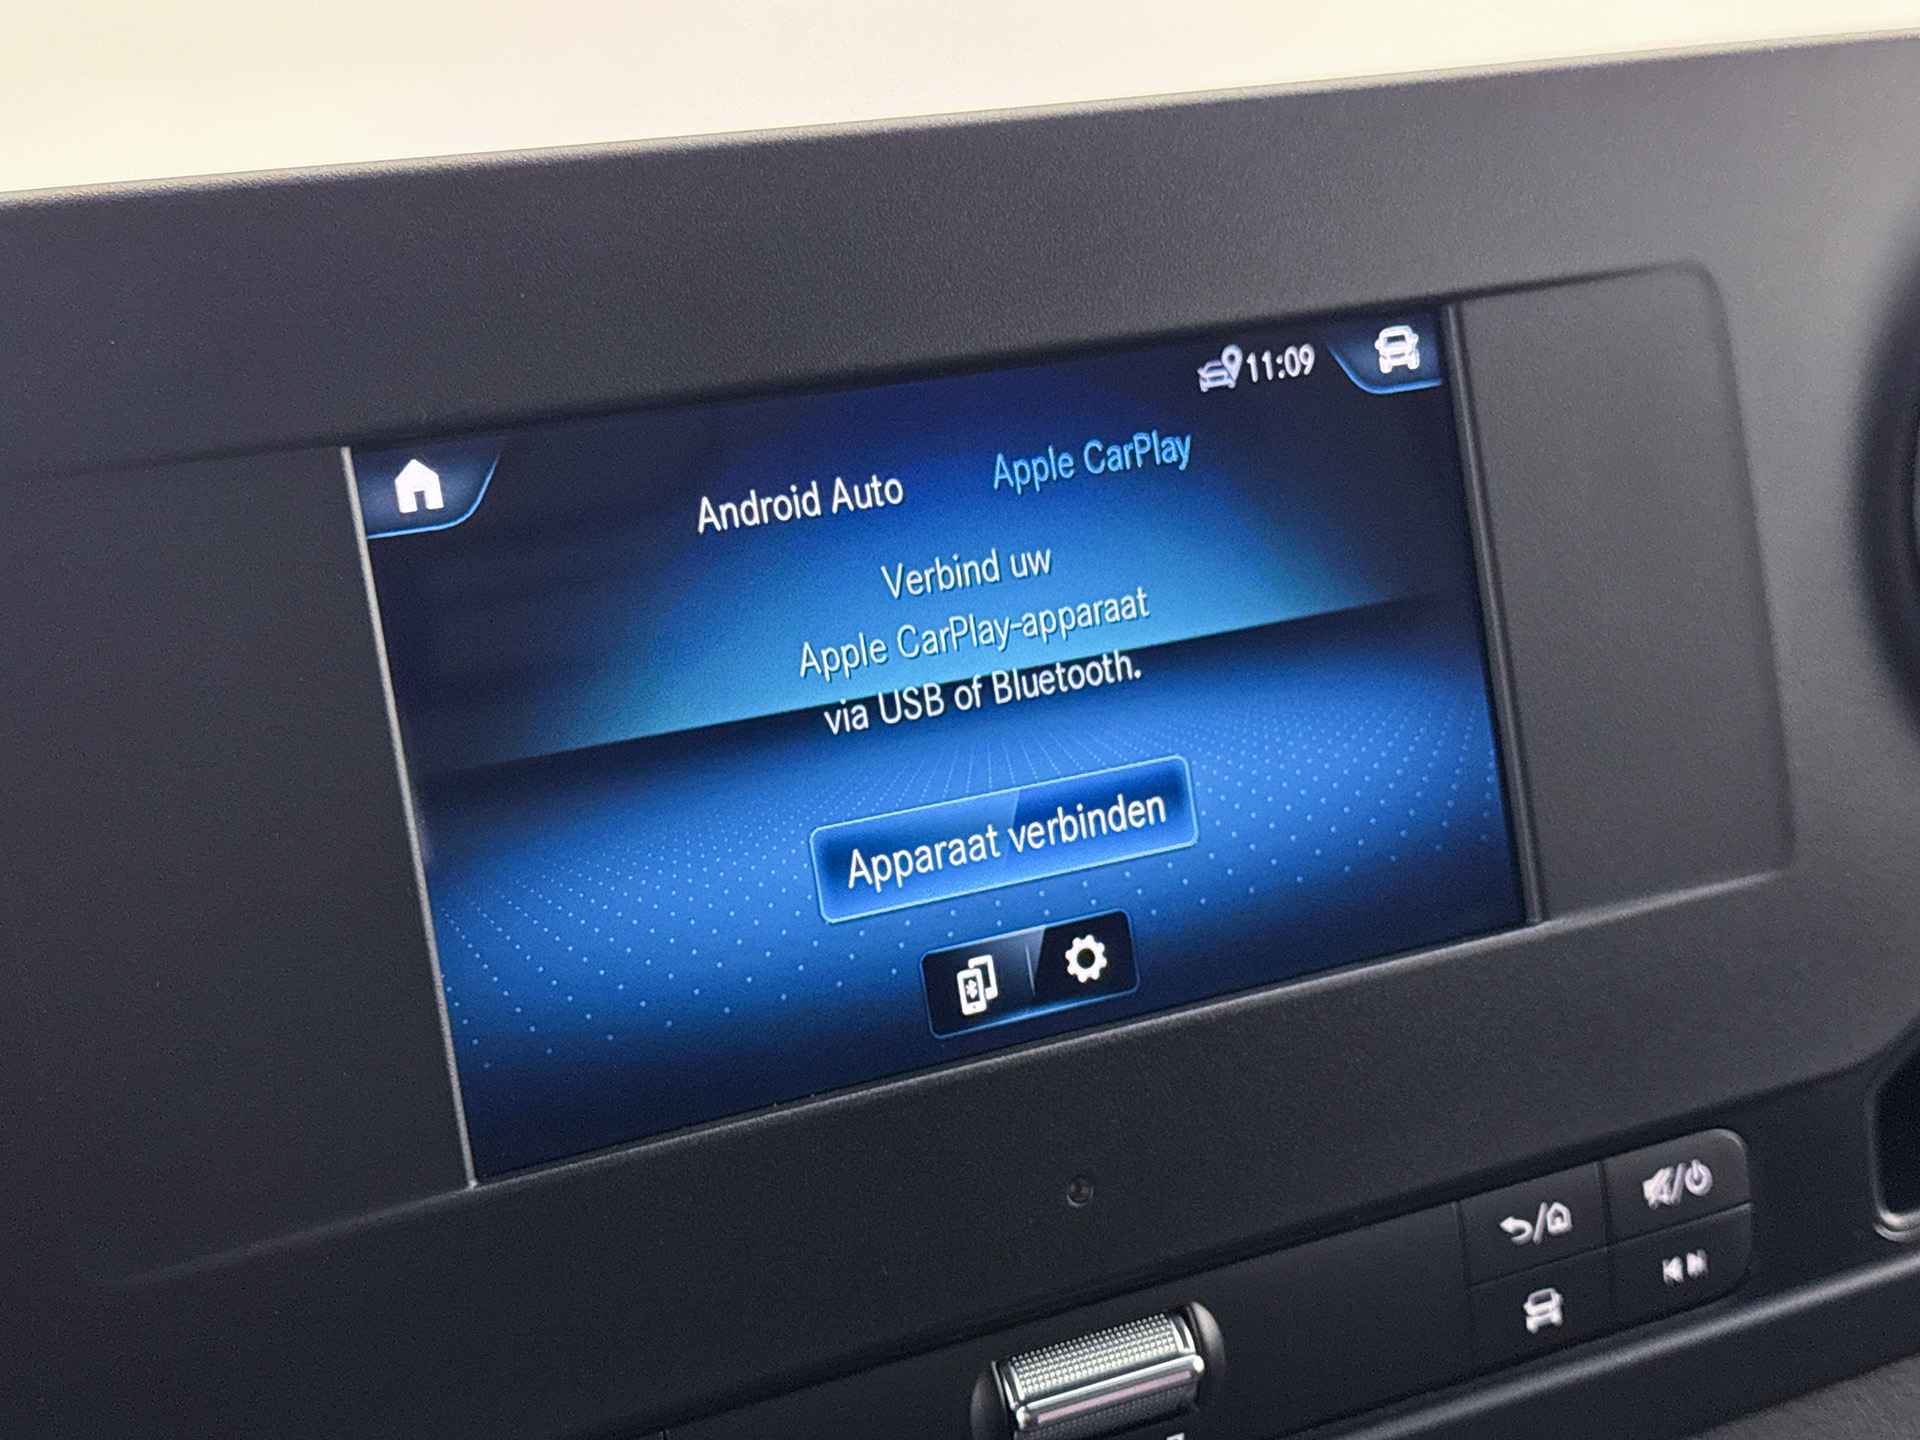 11:09
Android Auto Apple CarPlay
Verbind uw
Apple CarPlay-apparaat
via USB of Bluetooth.
Apparaat verbinden